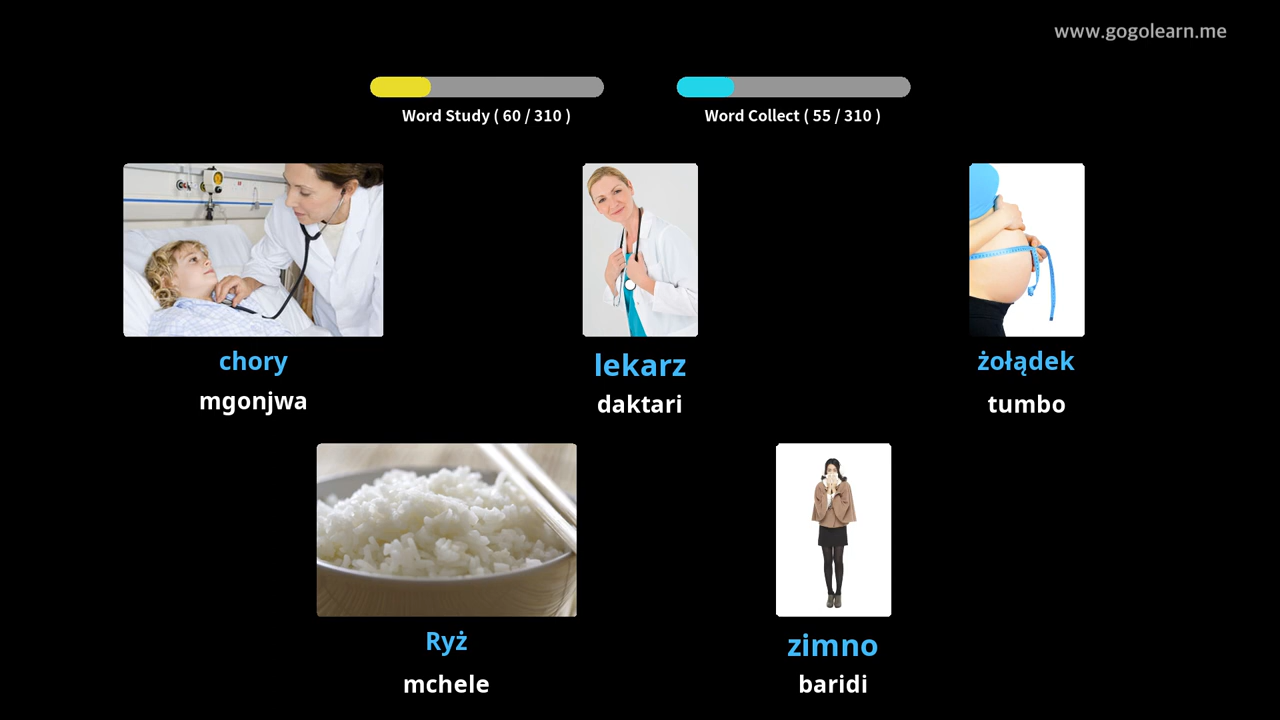 www.gogolearn.me
Word Study ( 60 / 310 )
Word Collect ( 55 / 310 )
chory
mgonjwa
lekarz
daktari
żołądek
tumbo
Ryż
mchele
zimno
baridi